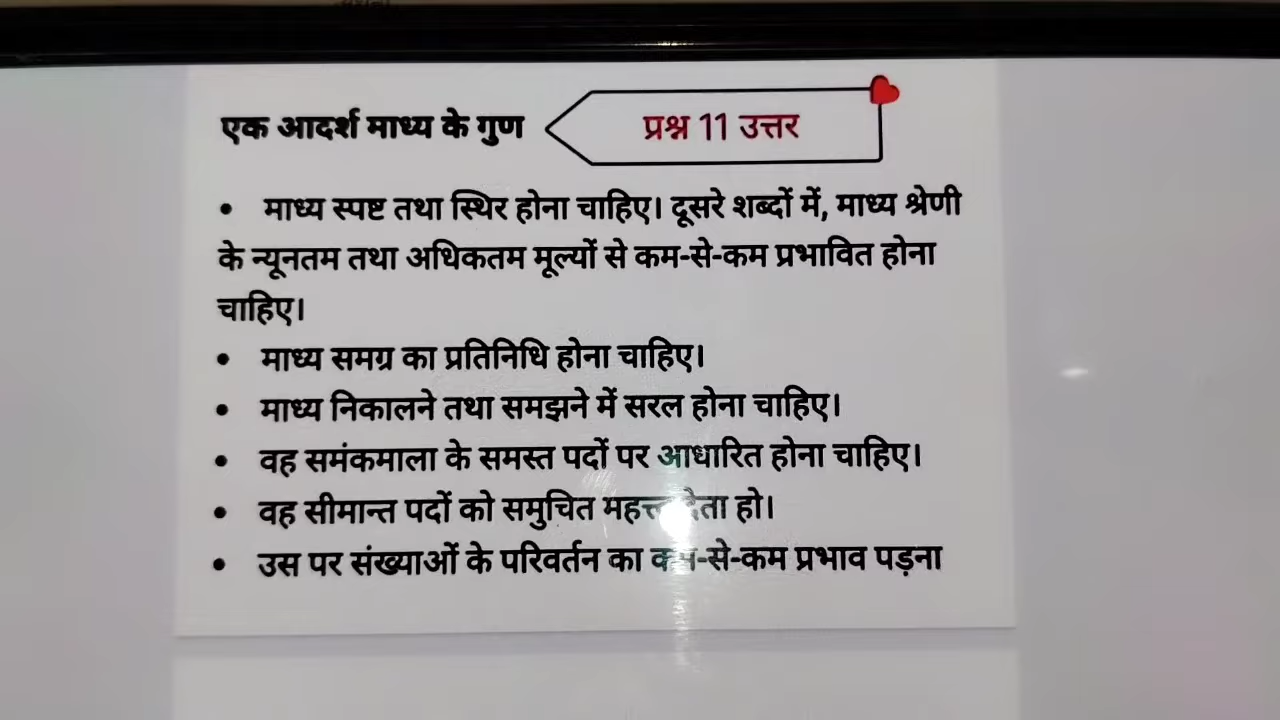 एक आदर्श माध्य के गुण
प्रश्न 11 उत्तर
• माध्य स्पष्ट तथा स्थिर होना चाहिए। दूसरे शब्दों में, माध्य श्रेणी
के न्यूनतम तथा अधिकतम मूल्यों से कम-से-कम प्रभावित होना
चाहिए।
• माध्य समग्र का प्रतिनिधि होना चाहिए।
• माध्य निकालने तथा समझने में सरल होना चाहिए।
• वह समंकमाला के समस्त पदों पर आधारित होना चाहिए।
• वह सीमान्त पदों को समुचित देता हो।
• उस पर संख्याओं के परिवर्तन का कम-से-कम प्रभाव पड़ना